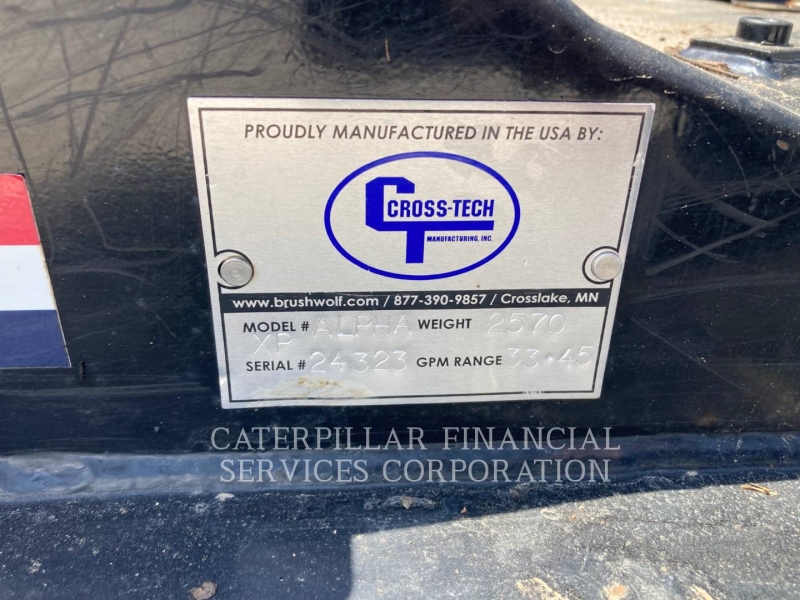 PROUDLY MANUFACTURED IN THE USA BY:
CROSS-TECH
MANUFACTURING, INC.
www.brushwolf.com / 877-390-9857 / Crosslake, MN
MODEL # ALPHA WEIGHT 2570
XP
SERIAL # 24323 GPM RANGE 33-45
CATERPILLAR FINANCIAL
SERVICES CORPORATION